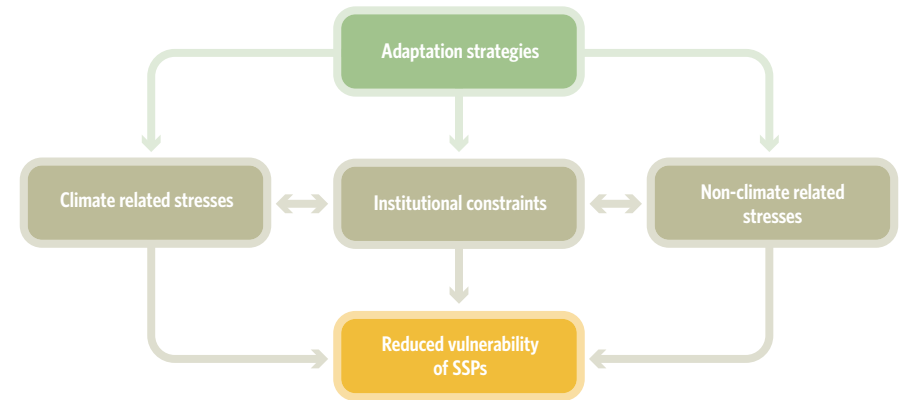 Adaptation strategies
Climate related stresses
Institutional constraints
Non-climate related
stresses
Reduced vulnerability
of SSPs